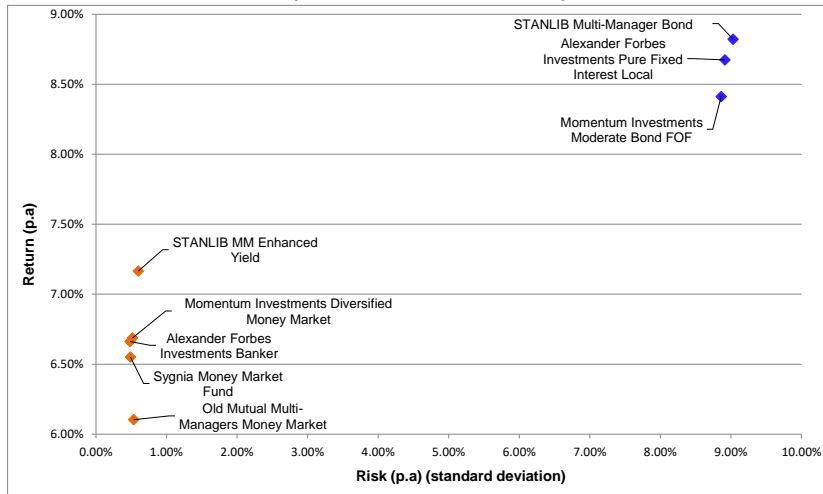 9.00%
STANLIB Multi-Manager Bond
Alexander Forbes
Investments Pure Fixed
Interest Local
8.50%
Momentum Investments
Moderate Bond FOF
8.00%
7.50%
STANLIB MM Enhanced
Yield
7.00%
Momentum Investments Diversified
Money Market
Alexander Forbes
Investments Banker
6.50%
Sygnia Money Market
Fund
Old Mutual Multi-
Managers Money Market
6.00%
Return (p.a)
0.00% 1.00% 2.00% 3.00% 4.00% 5.00% 6.00% 7.00% 8.00% 9.00% 10.00%
Risk (p.a) (standard deviation)